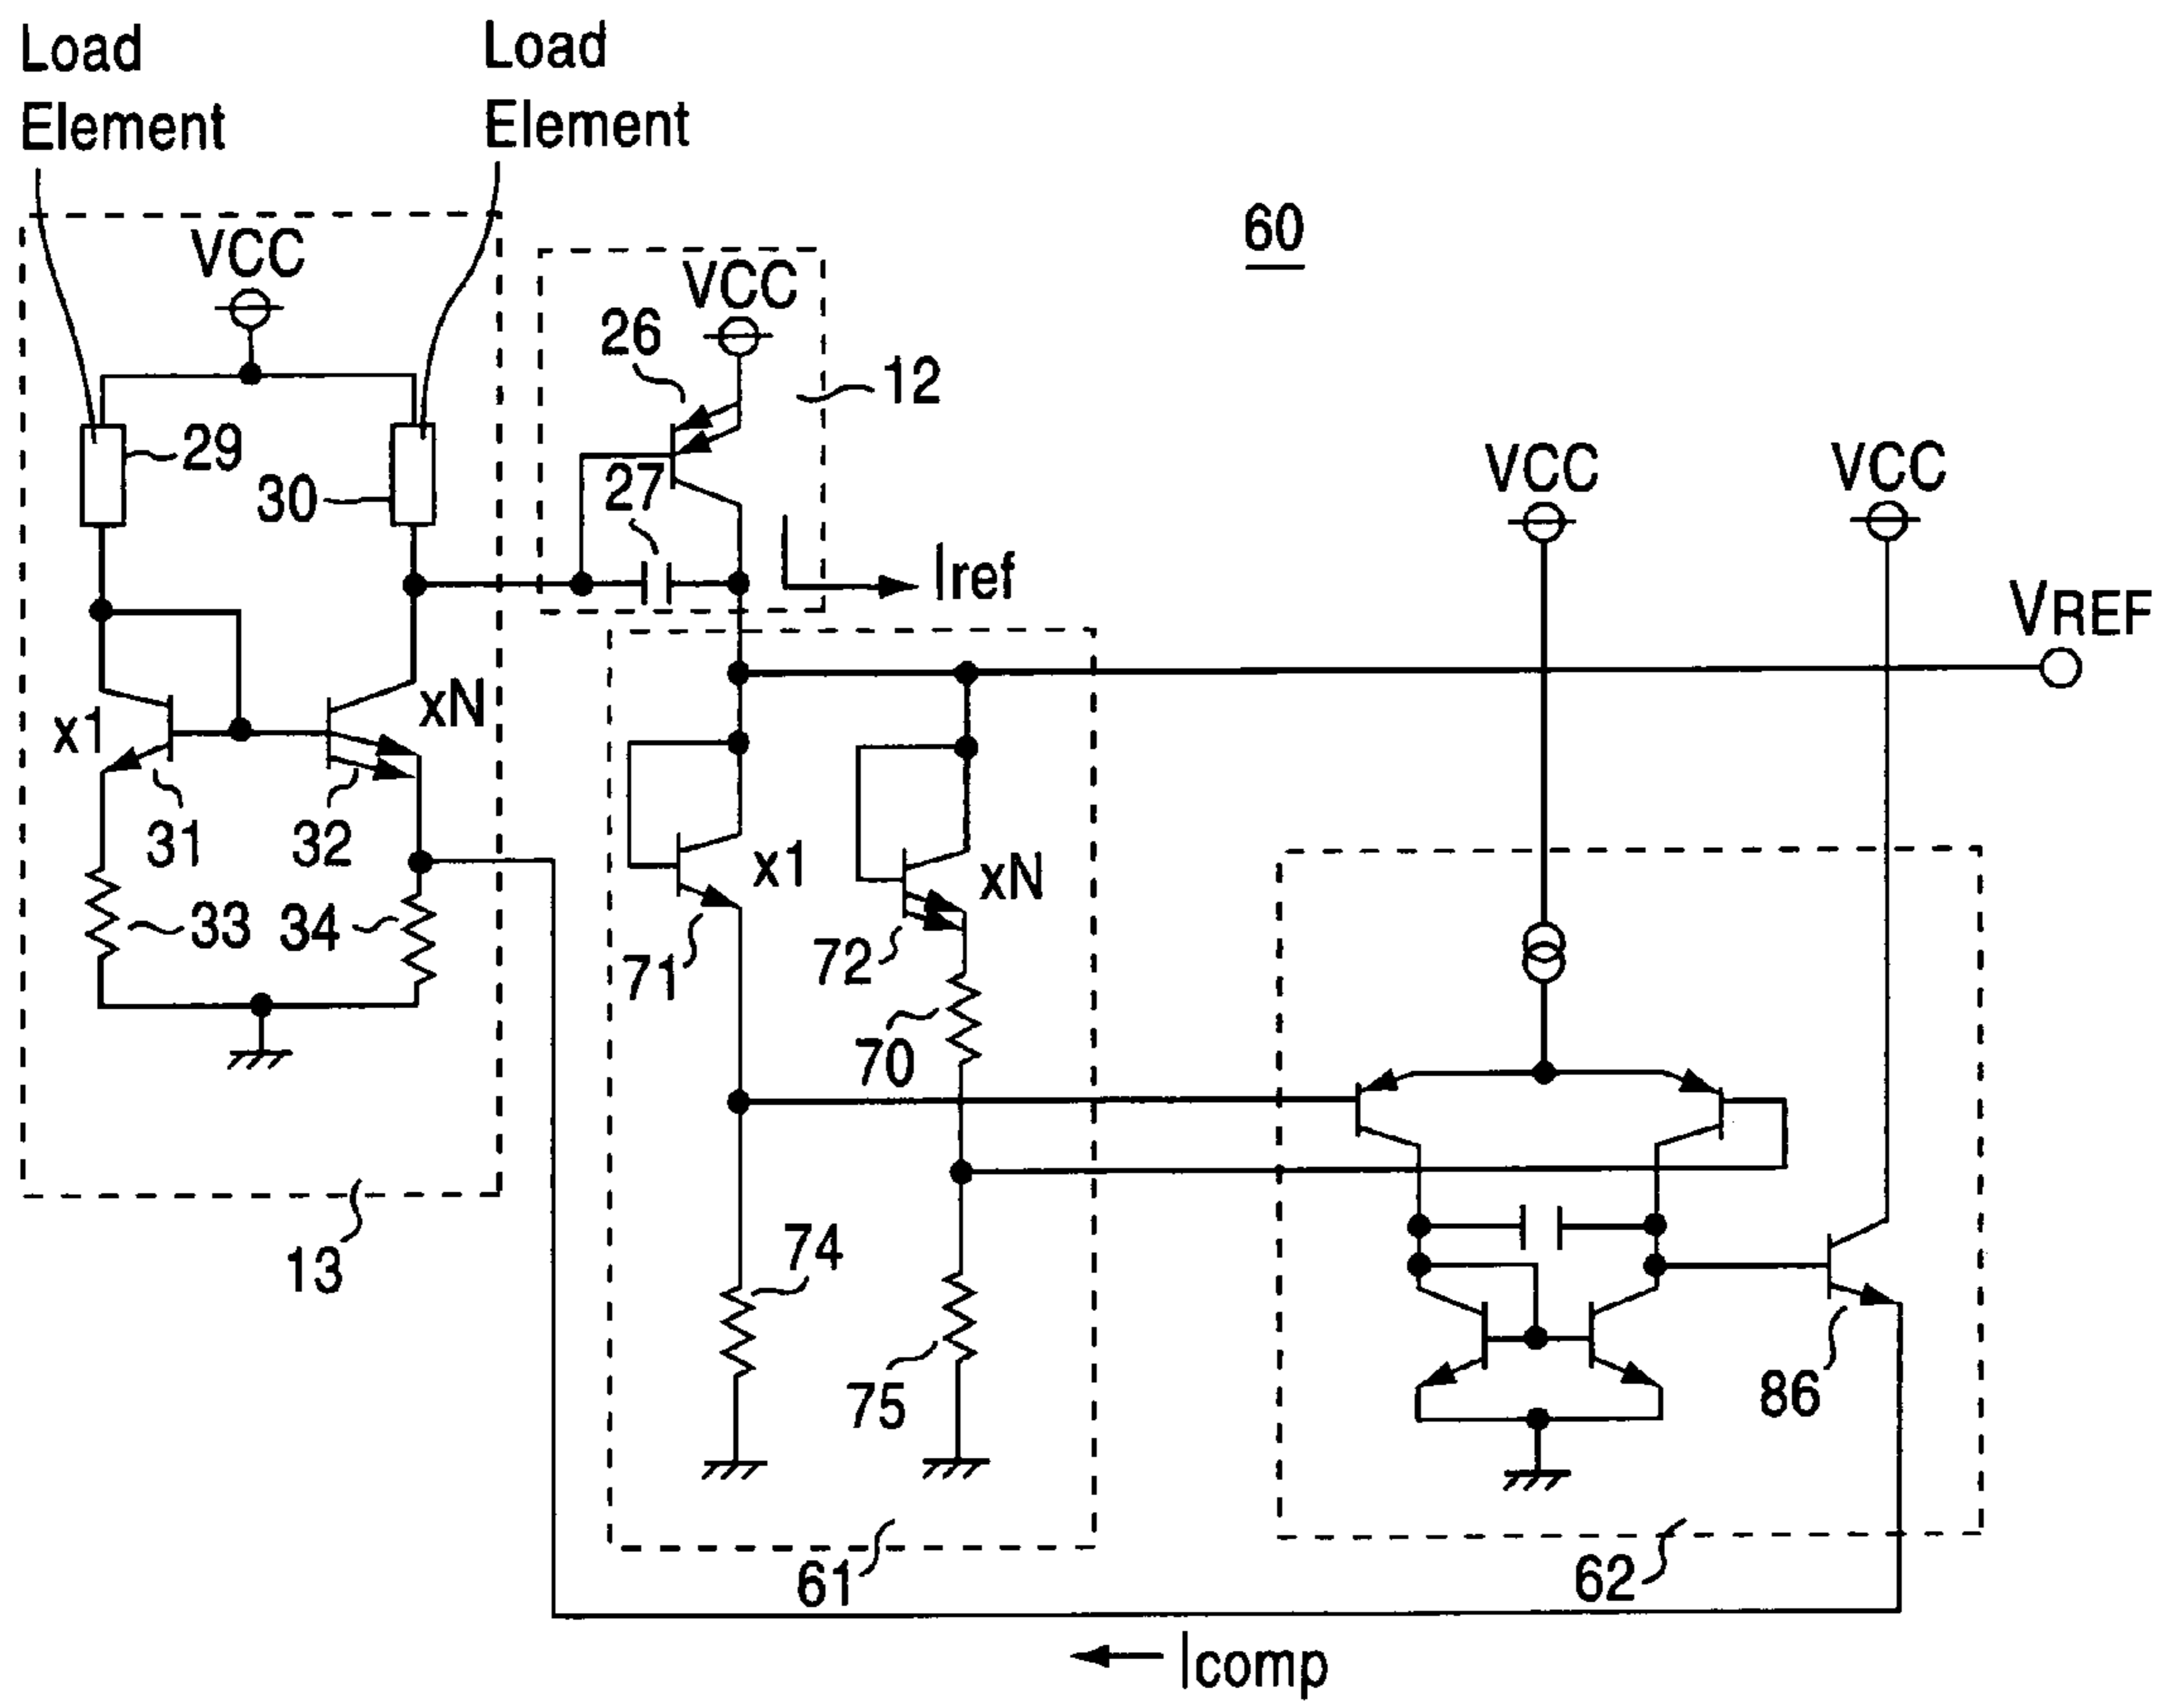 Load
Element
Load
Element
60
VCC
VCC
26
12
29
30
27
Iref
VCC
VCC
VREF
x1
xN
31
32
x1
xN
33
34
71
72
70
13
74
75
86
61
62
Icomp